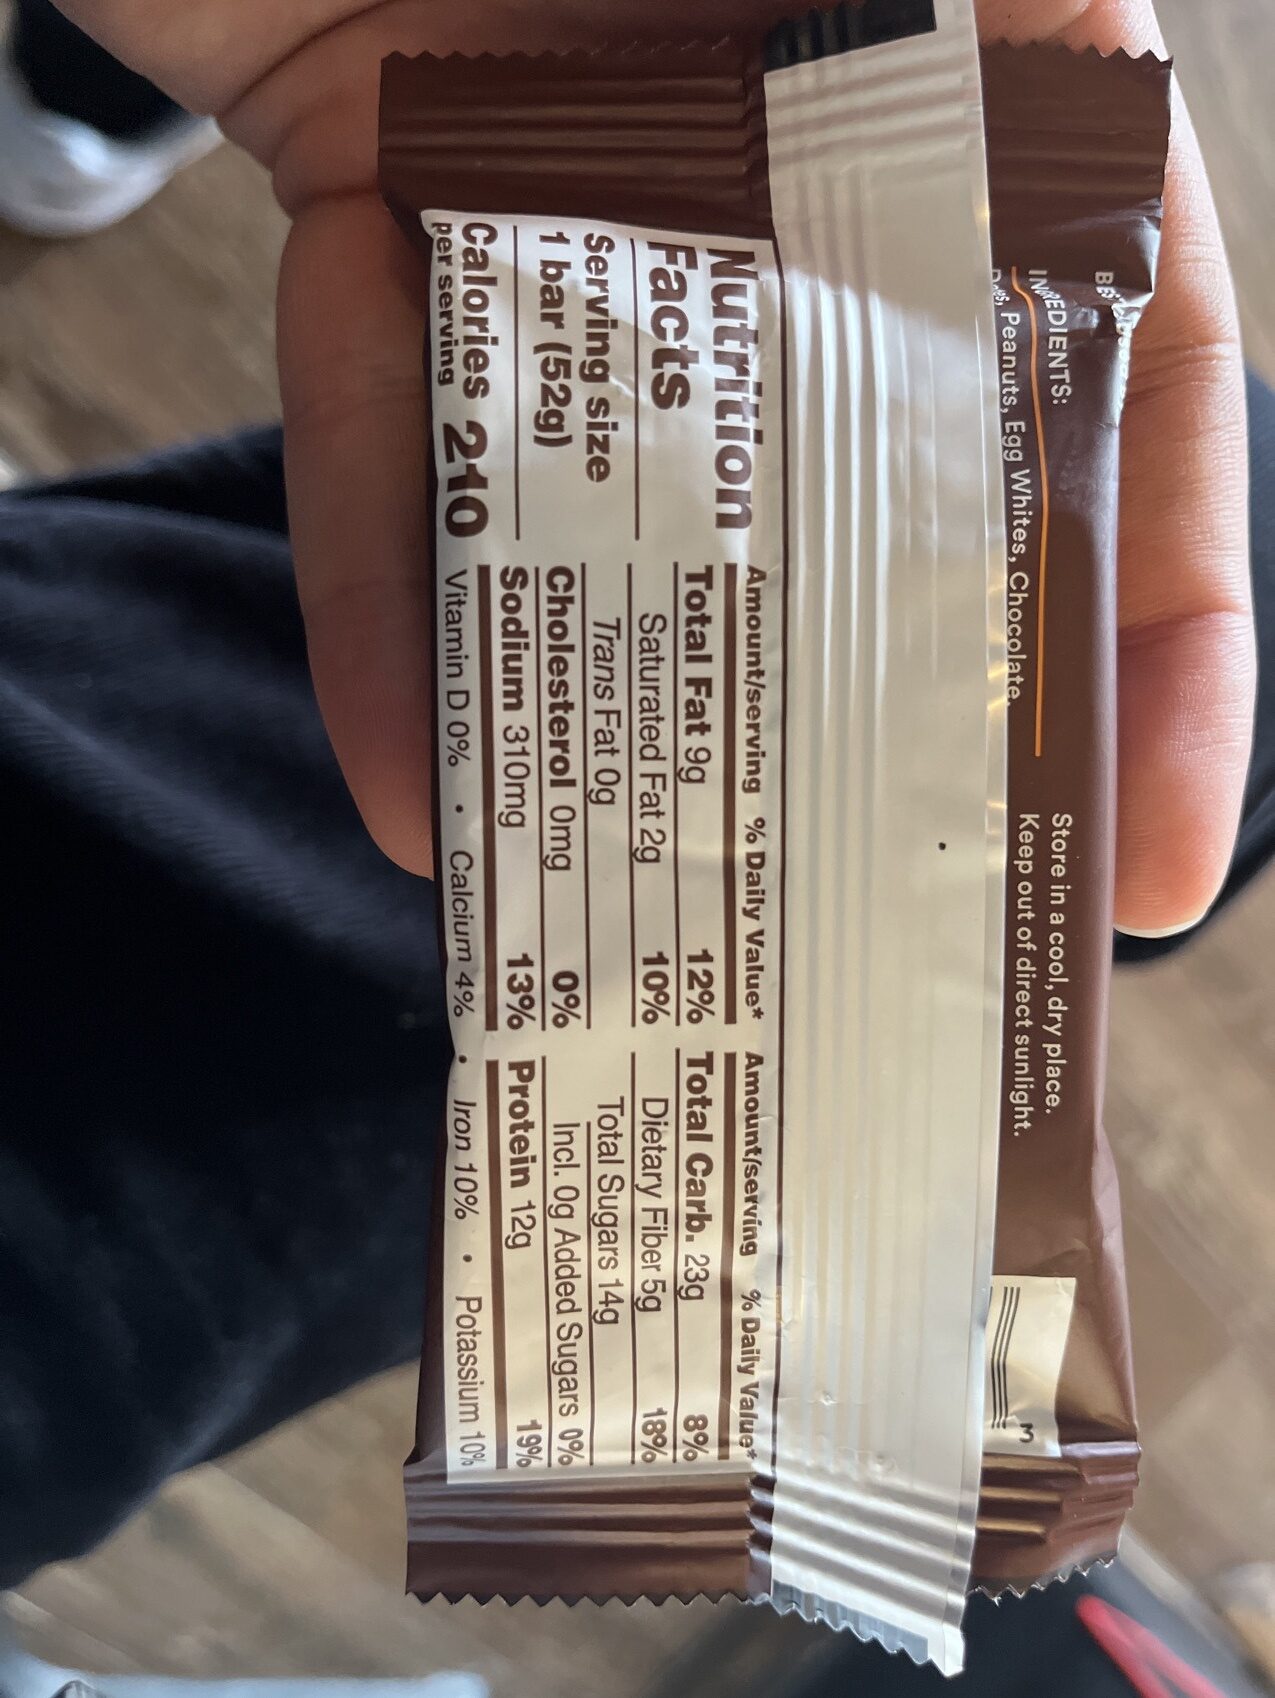 BEST
INGREDIENTS:
Dates, Peanuts, Egg Whites, Chocolate.
Store in a cool, dry place.
Keep out of direct sunlight.
Nutrition
Facts
Serving size
1 bar (52g)
Calories 210
per serving
Amount/serving % Daily Value*
Total Fat 9g 12%
Saturated Fat 2g 10%
Trans Fat 0g
Cholesterol 0mg 0%
Sodium 310mg 13%
Amount/serving % Daily Value*
Total Carb. 23g 8%
Dietary Fiber 5g 18%
Total Sugars 14g
Incl. 0g Added Sugars 0%
Protein 12g 19%
Vitamin D 0% • Calcium 4% • Iron 10% • Potassium 10%